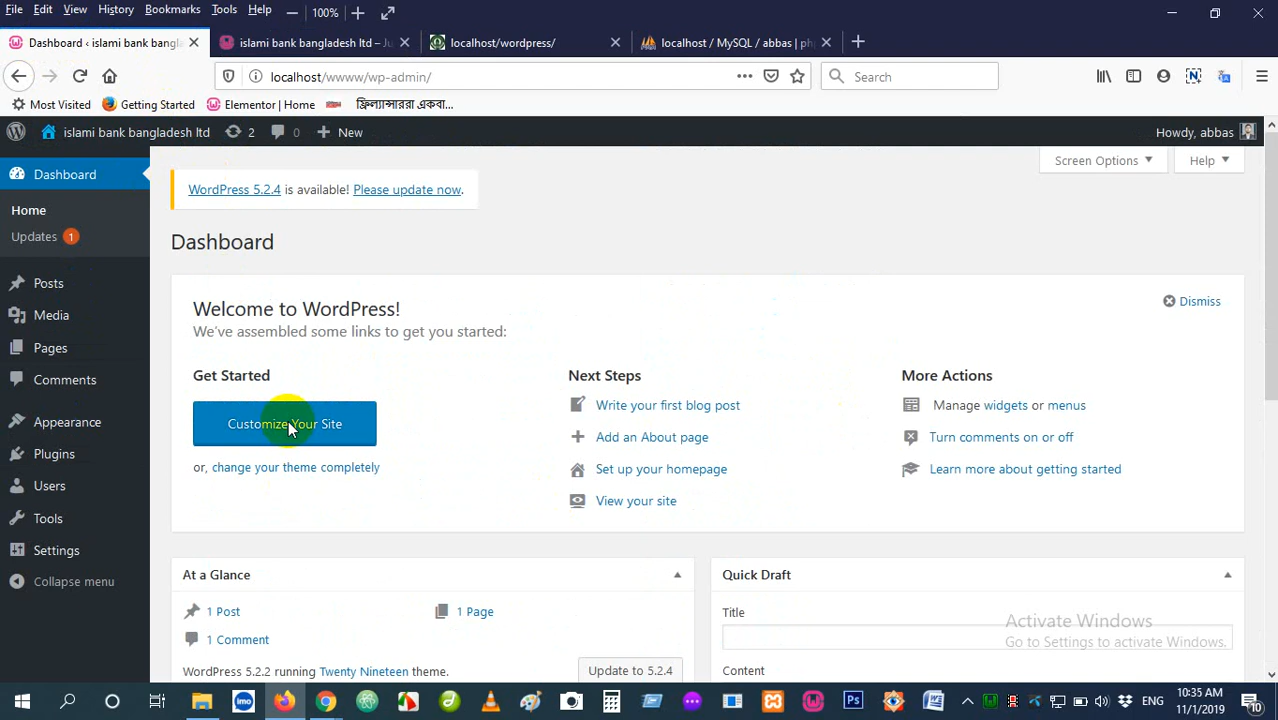 File Edit View History Bookmarks Tools Help 100%
Dashboard ‹ islami bank bangla
islami bank bangladesh ltd – Ju
localhost/wordpress/
localhost / MySQL / abbas | ph
localhost/wwww/wp-admin/
Search
Most Visited Getting Started Elementor | Home ফ্রিল্যান্সাররা একবা...
islami bank bangladesh ltd 2 0 New Howdy, abbas
Dashboard
Home
Updates 1
Posts
Media
Pages
Comments
Appearance
Plugins
Users
Tools
Settings
Collapse menu
Screen Options Help
WordPress 5.2.4 is available! Please update now.
Dashboard
Welcome to WordPress!
We've assembled some links to get you started:
Dismiss
Get Started
Customize Your Site
or, change your theme completely
Next Steps
Write your first blog post
Add an About page
Set up your homepage
View your site
More Actions
Manage widgets or menus
Turn comments on or off
Learn more about getting started
At a Glance
1 Post
1 Page
1 Comment
WordPress 5.2.2 running Twenty Nineteen theme.
Update to 5.2.4
Quick Draft
Title
Content
Activate Windows
Go to Settings to activate Windows.
imo
Ps
ENG
10:35 AM
11/1/2019
10